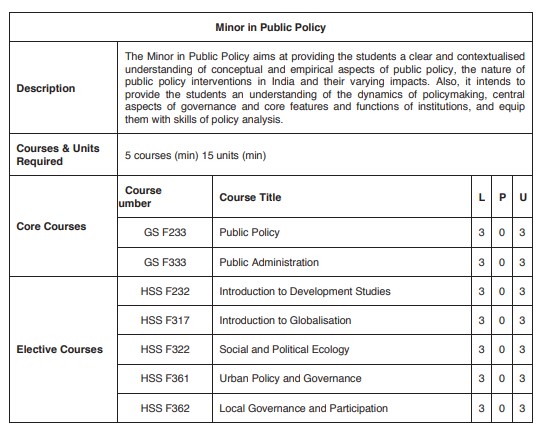 Minor in Public Policy
Description
The Minor in Public Policy aims at providing the students a clear and contextualised
understanding of conceptual and empirical aspects of public policy, the nature of
public policy interventions in India and their varying impacts. Also, it intends to
provide the students an understanding of the dynamics of policymaking, central
aspects of governance and core features and functions of institutions, and equip
them with skills of policy analysis.
Courses & Units
Required
5 courses (min) 15 units (min)
Core Courses
Course
umber
Course Title L P U
GS F233 Public Policy 3 0 3
GS F333 Public Administration 3 0 3
Elective Courses
HSS F232 Introduction to Development Studies 3 0 3
HSS F317 Introduction to Globalisation 3 0 3
HSS F322 Social and Political Ecology 3 0 3
HSS F361 Urban Policy and Governance 3 0 3
HSS F362 Local Governance and Participation 3 0 3